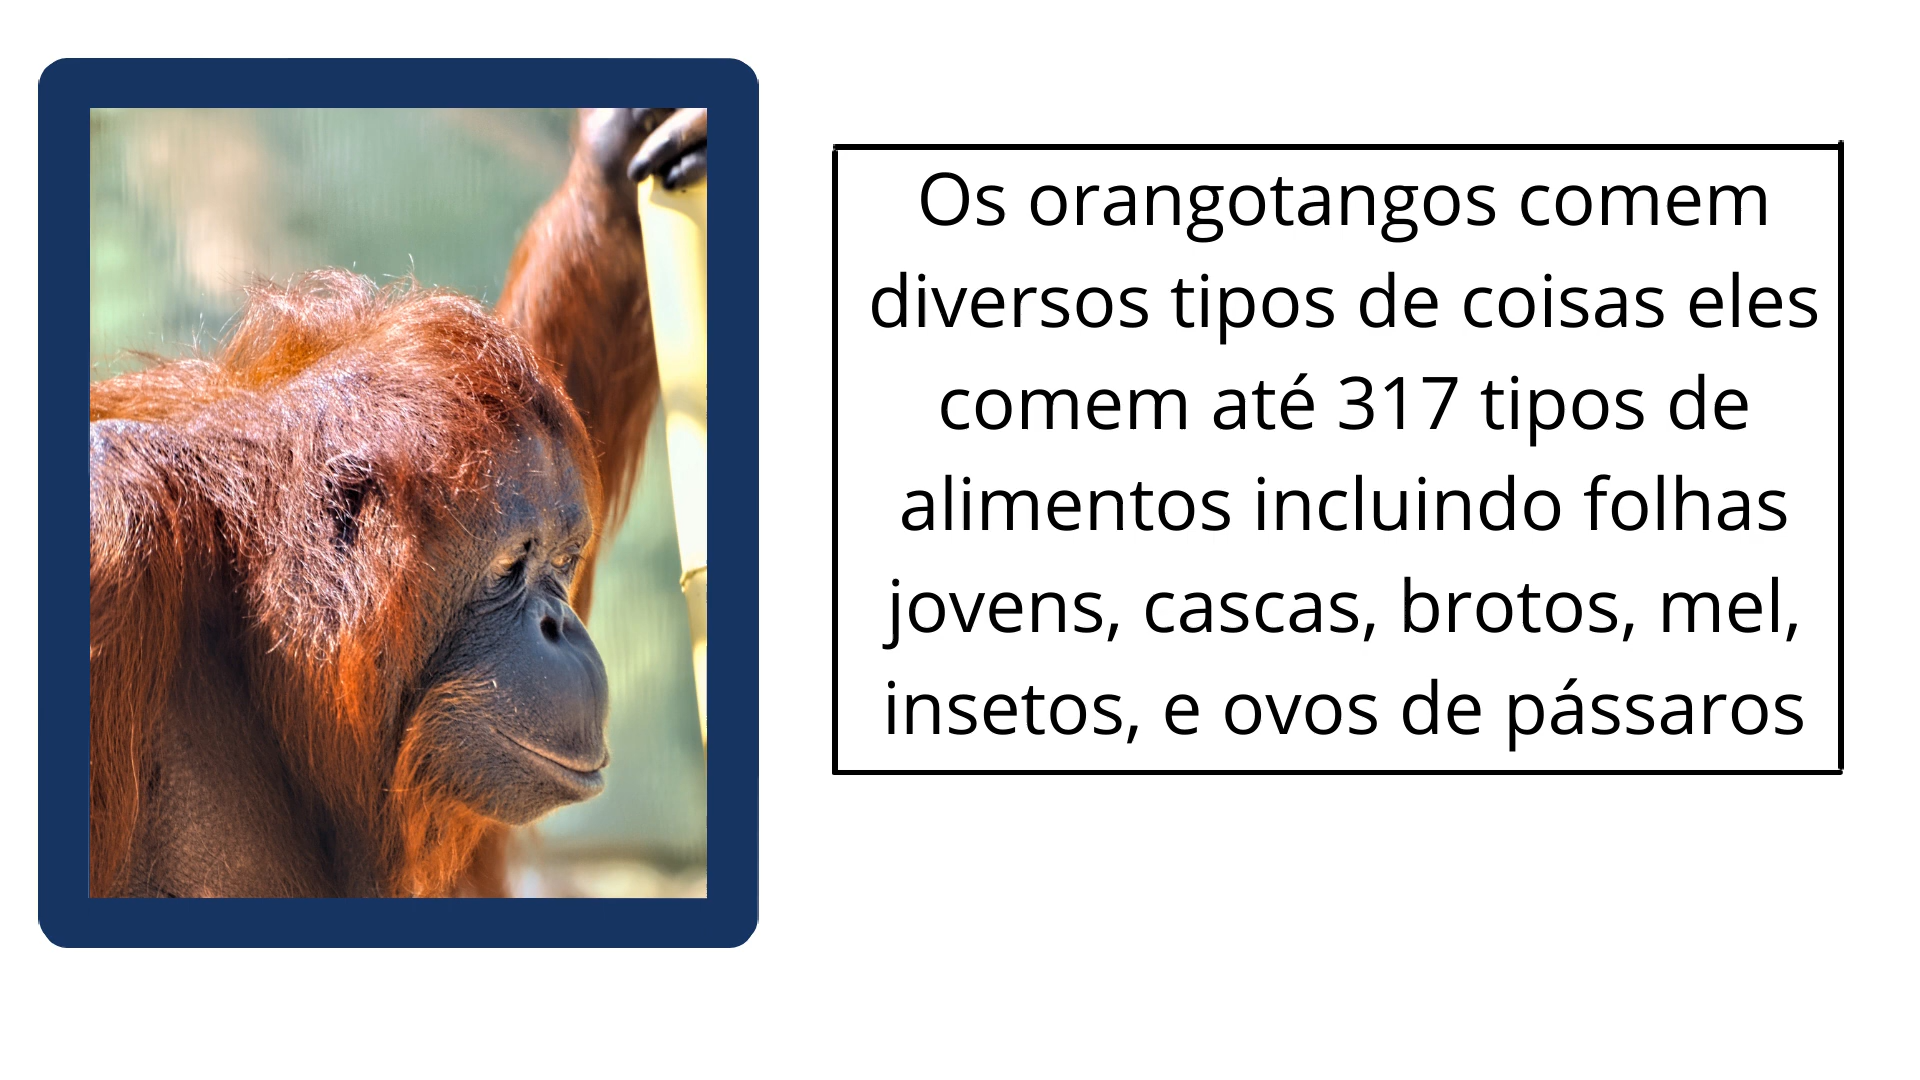 Os orangotangos comem
diversos tipos de coisas eles
comem até 317 tipos de
alimentos incluindo folhas
jovens, cascas, brotos, mel,
insetos, e ovos de pássaros